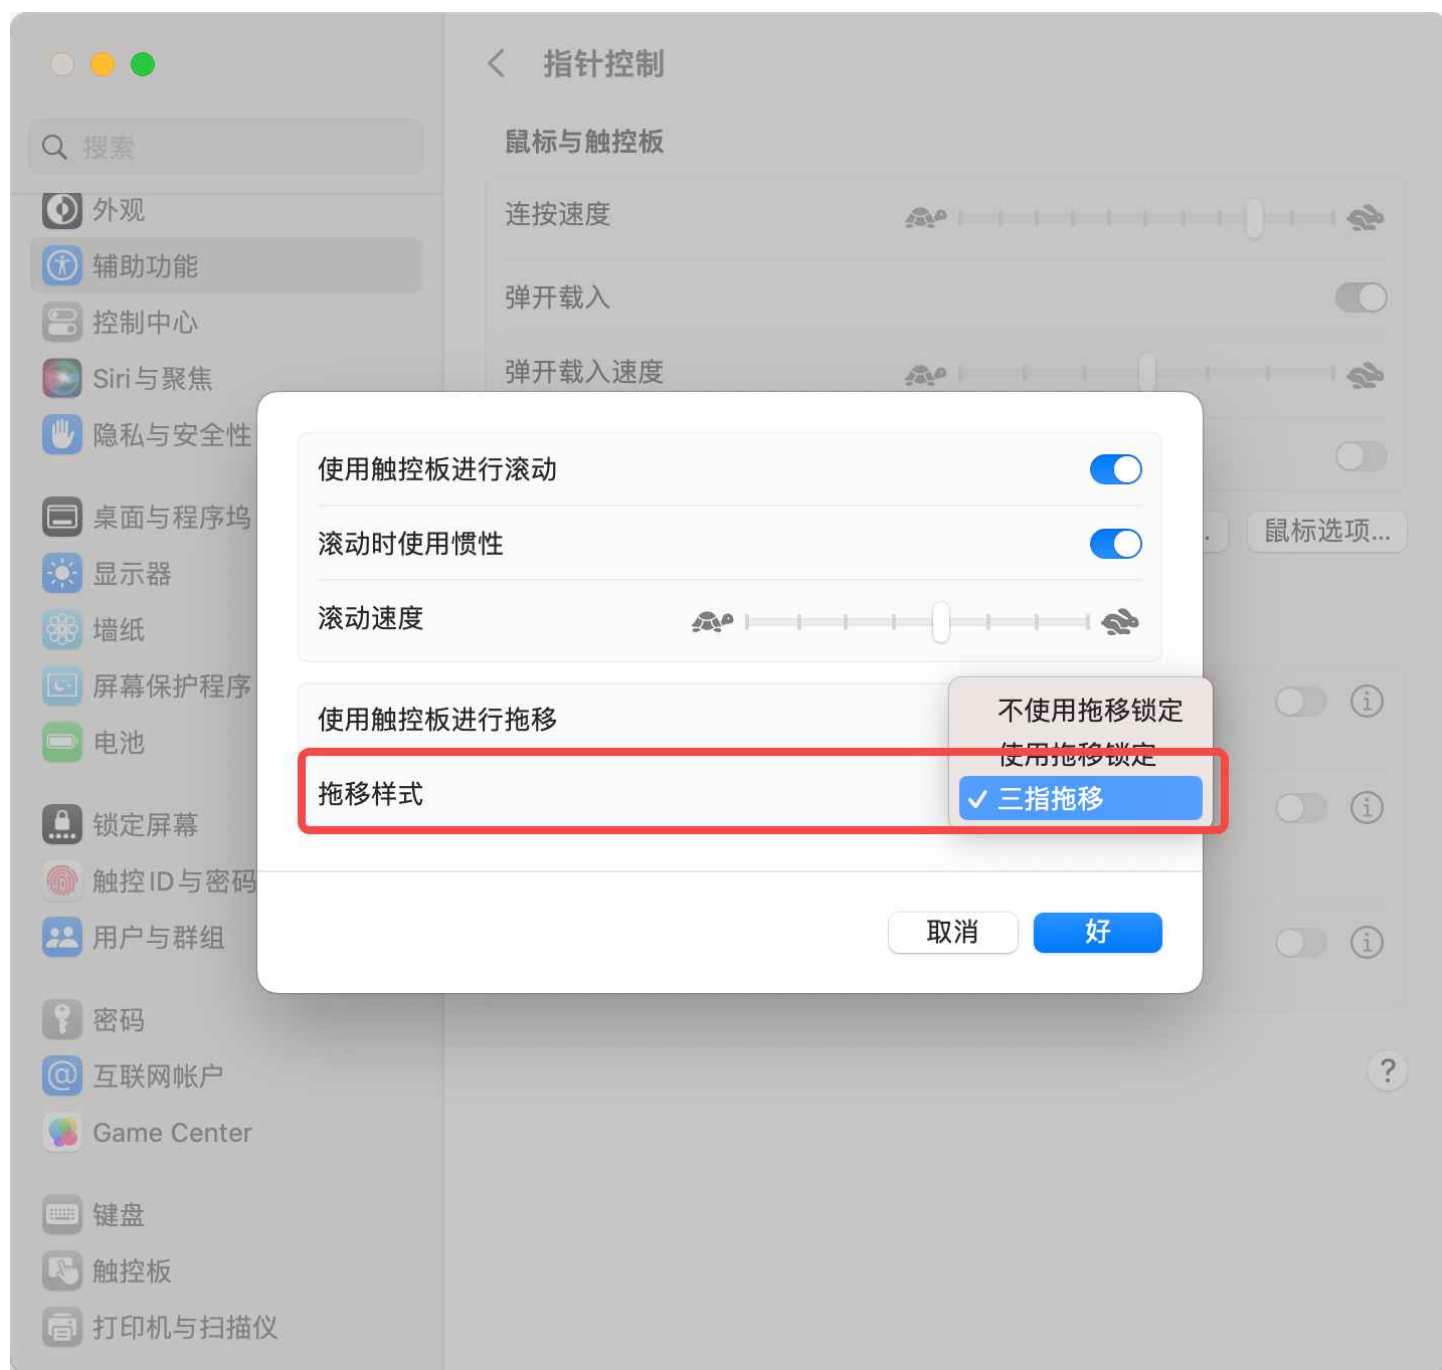 指针控制
搜索
外观
辅助功能
控制中心
Siri与聚焦
隐私与安全性
桌面与程序坞
显示器
墙纸
屏幕保护程序
电池
锁定屏幕
触控ID与密码
用户与群组
密码
互联网帐户
Game Center
键盘
触控板
打印机与扫描仪
鼠标与触控板
连按速度
弹开载入
弹开载入速度
鼠标选项...
使用触控板进行滚动
滚动时使用惯性
滚动速度
使用触控板进行拖移
拖移样式
不使用拖移锁定
使用拖移锁定
三指拖移
取消
好
?